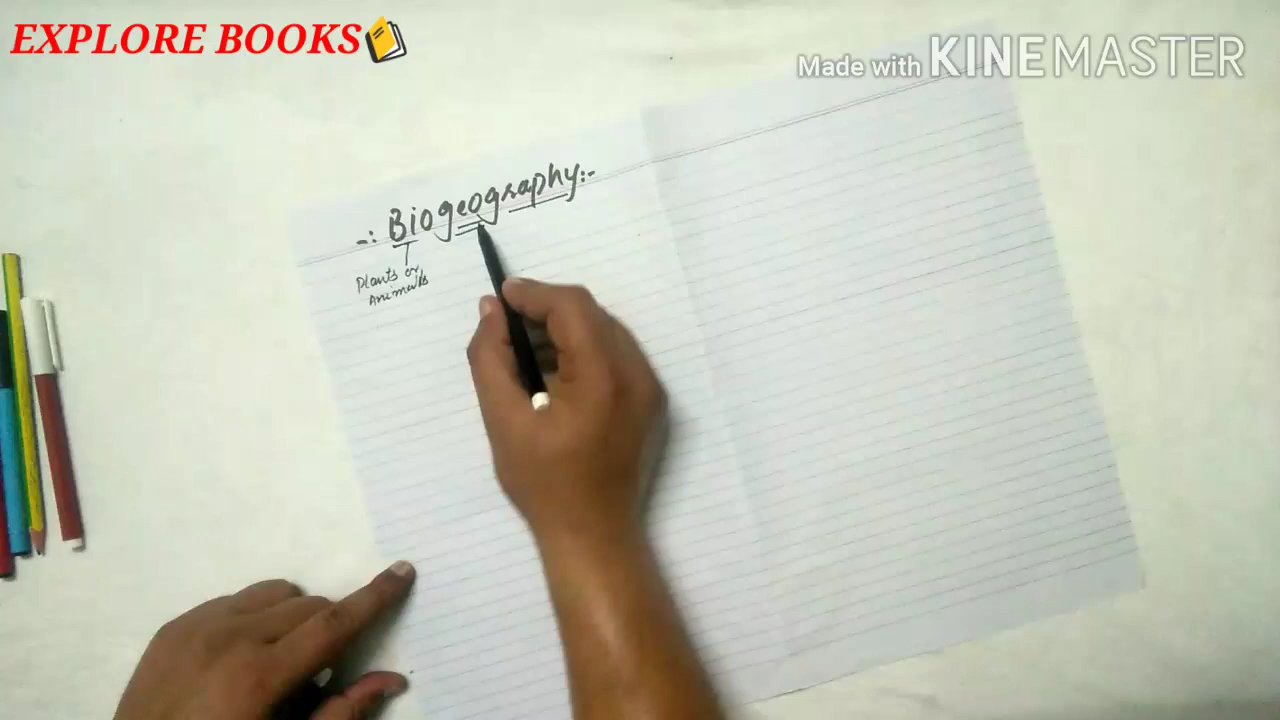 EXPLORE BOOKS
Made with KINEMASTER
-: Biogeography:-
Plants or
Animals